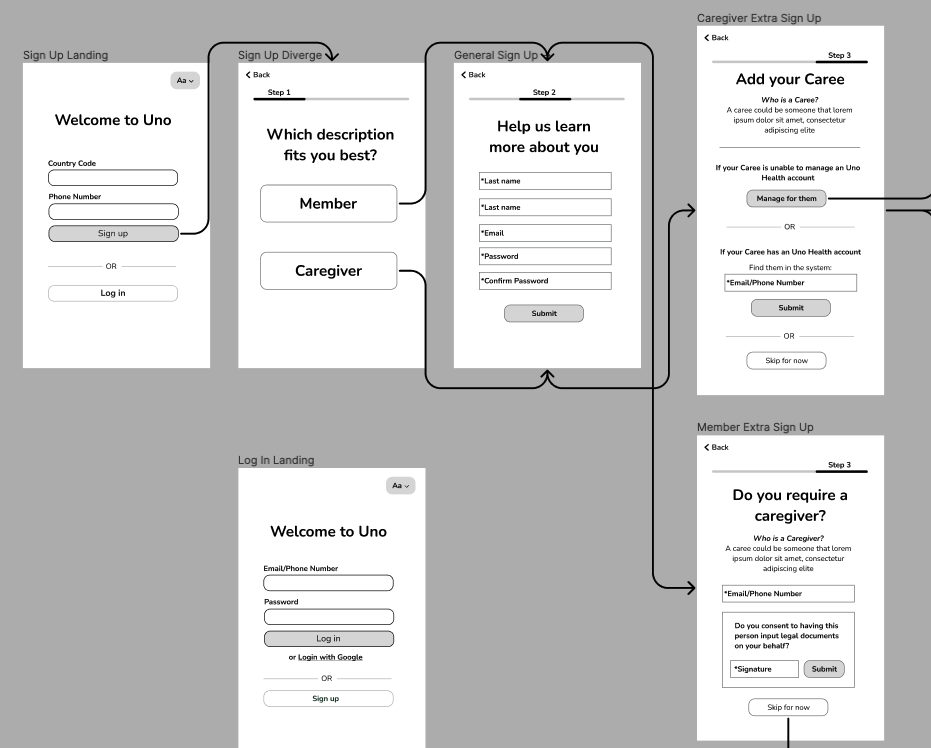 Sign Up Landing
Aa
Welcome to Uno
Country Code
Phone Number
Sign up
OR
Log in
Sign Up Diverge
Back
Step 1
Which description
fits you best?
Member
Caregiver
General Sign Up
Back
Step 2
Help us learn
more about you
*Last name
*Last name
*Email
*Password
*Confirm Password
Submit
Caregiver Extra Sign Up
Back
Step 3
Add your Caree
Who is a Caree?
A caree could be someone that lorem
ipsum dolor sit amet, consectetur
adipiscing elite
If your Caree is unable to manage an Uno
Health account
Manage for them
OR
If your Caree has an Uno Health account
Find them in the system:
*Email/Phone Number
Submit
OR
Skip for now
Log In Landing
Aa
Welcome to Uno
Email/Phone Number
Password
Log in
or Login with Google
OR
Sign up
Member Extra Sign Up
Back
Step 3
Do you require a
caregiver?
Who is a Caregiver?
A caree could be someone that lorem
ipsum dolor sit amet, consectetur
adipiscing elite
*Email/Phone Number
Do you consent to having this
person input legal documents
on your behalf?
*Signature
Submit
Skip for now